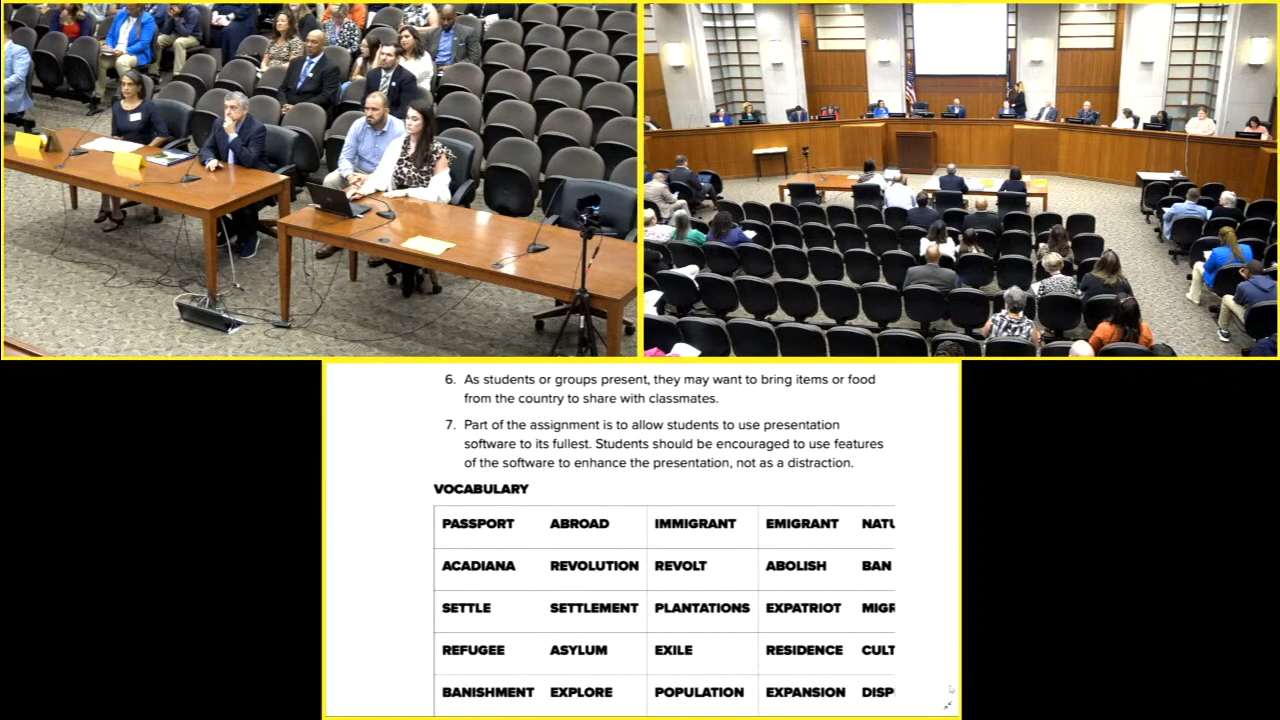 6. As students or groups present, they may want to bring items or food
from the country to share with classmates.
7. Part of the assignment is to allow students to use presentation
software to its fullest. Students should be encouraged to use features
of the software to enhance the presentation, not as a distraction.
VOCABULARY
PASSPORT ABROAD IMMIGRANT EMIGRANT NATU
ACADIANA REVOLUTION REVOLT ABOLISH BAN
SETTLE SETTLEMENT PLANTATIONS EXPATRIOT MIGR
REFUGEE ASYLUM EXILE RESIDENCE CULT
BANISHMENT EXPLORE POPULATION EXPANSION DISP